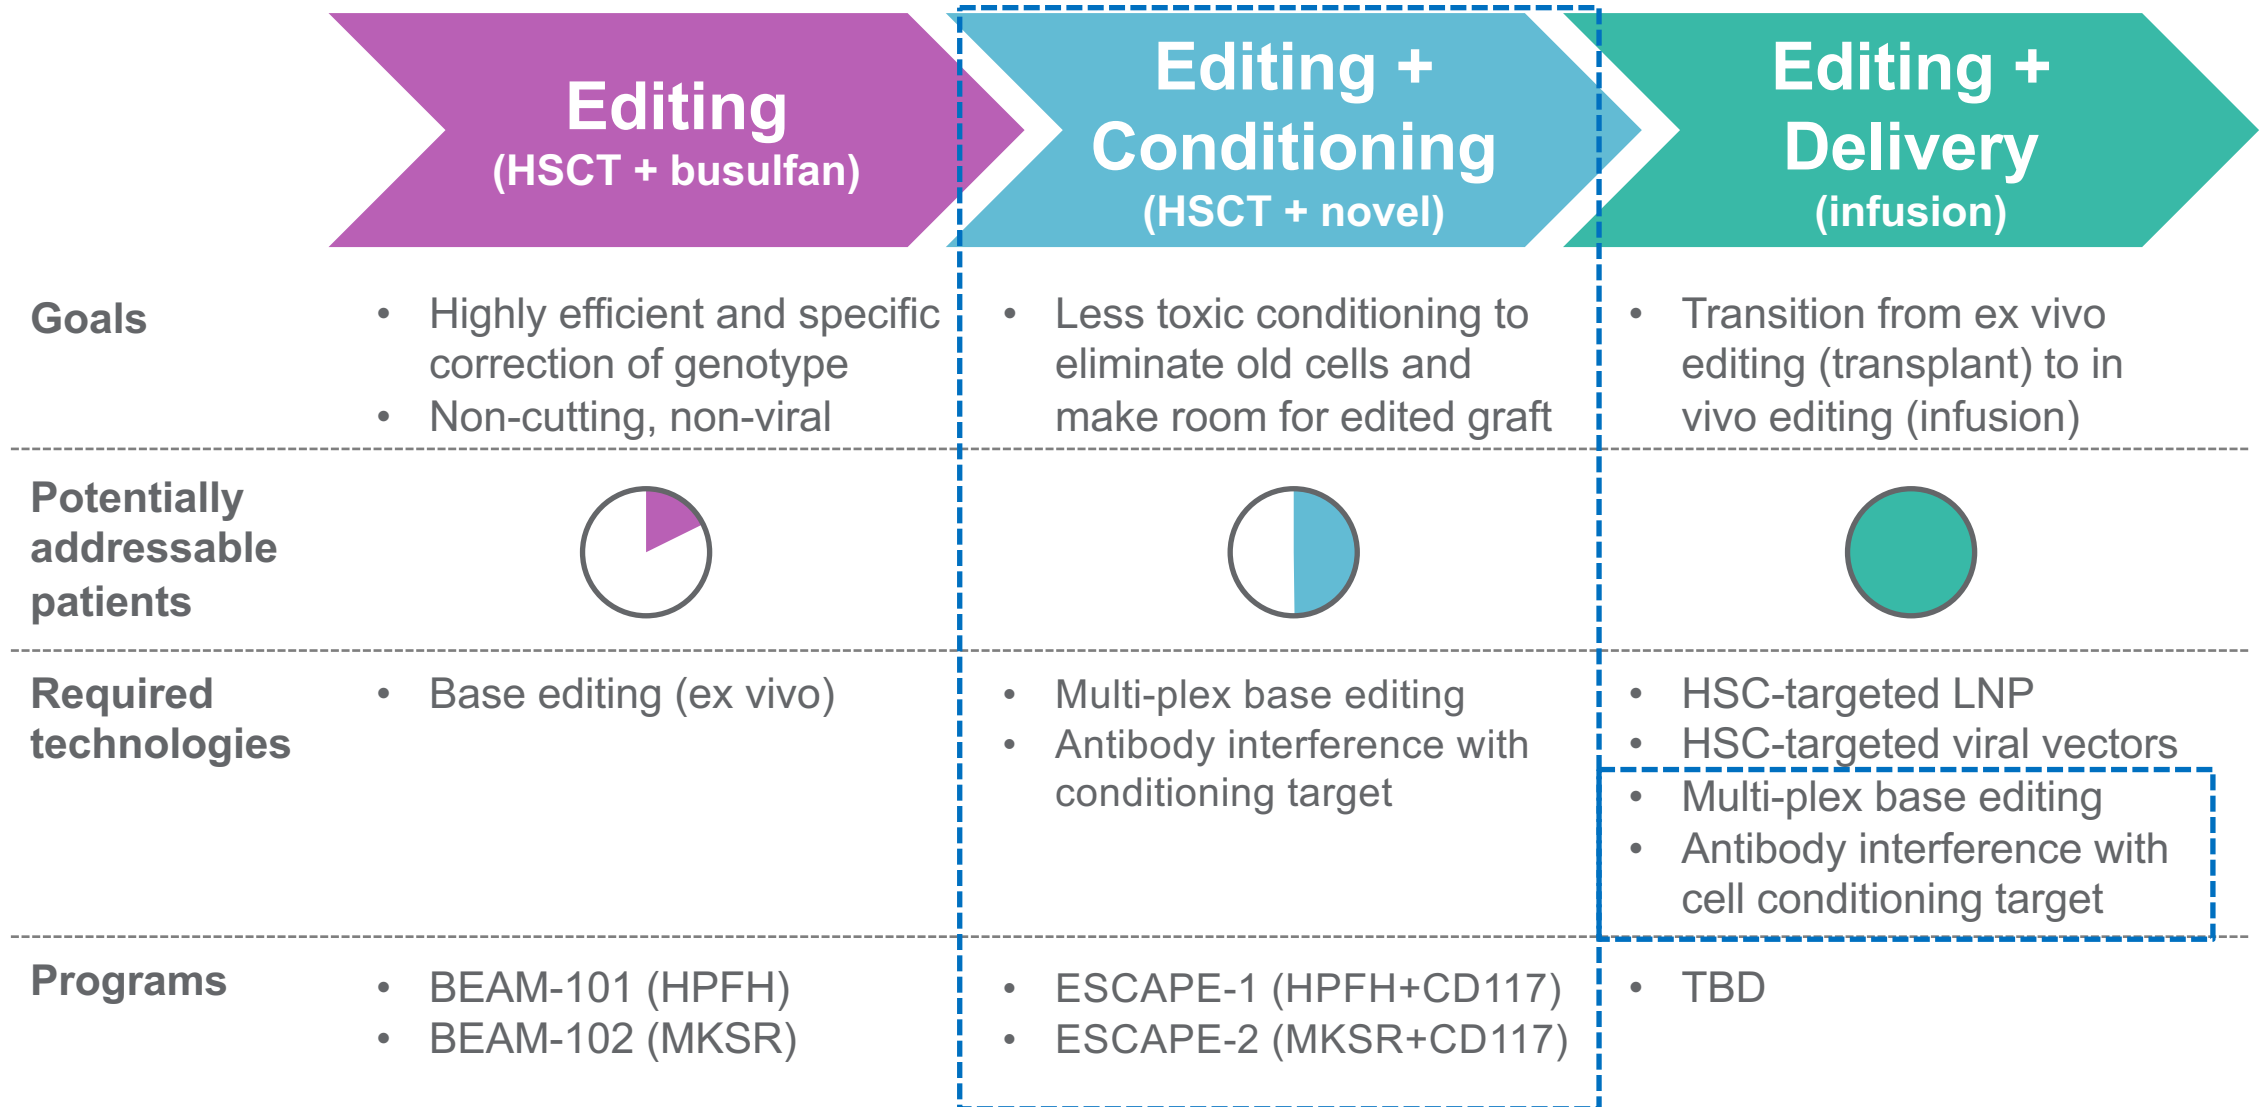 Editing
(HSCT + busulfan)
Editing +
Conditioning
(HSCT + novel)
Editing +
Delivery
(infusion)
Goals
• Highly efficient and specific
correction of genotype
• Non-cutting, non-viral
• Less toxic conditioning to
eliminate old cells and
make room for edited graft
• Transition from ex vivo
editing (transplant) to in
vivo editing (infusion)
Potentially
addressable
patients
Required
technologies
• Base editing (ex vivo)
• Multi-plex base editing
• Antibody interference with
conditioning target
• HSC-targeted LNP
• HSC-targeted viral vectors
• Multi-plex base editing
• Antibody interference with
cell conditioning target
Programs
• BEAM-101 (HPFH)
• BEAM-102 (MKSR)
• ESCAPE-1 (HPFH+CD117)
• ESCAPE-2 (MKSR+CD117)
• TBD